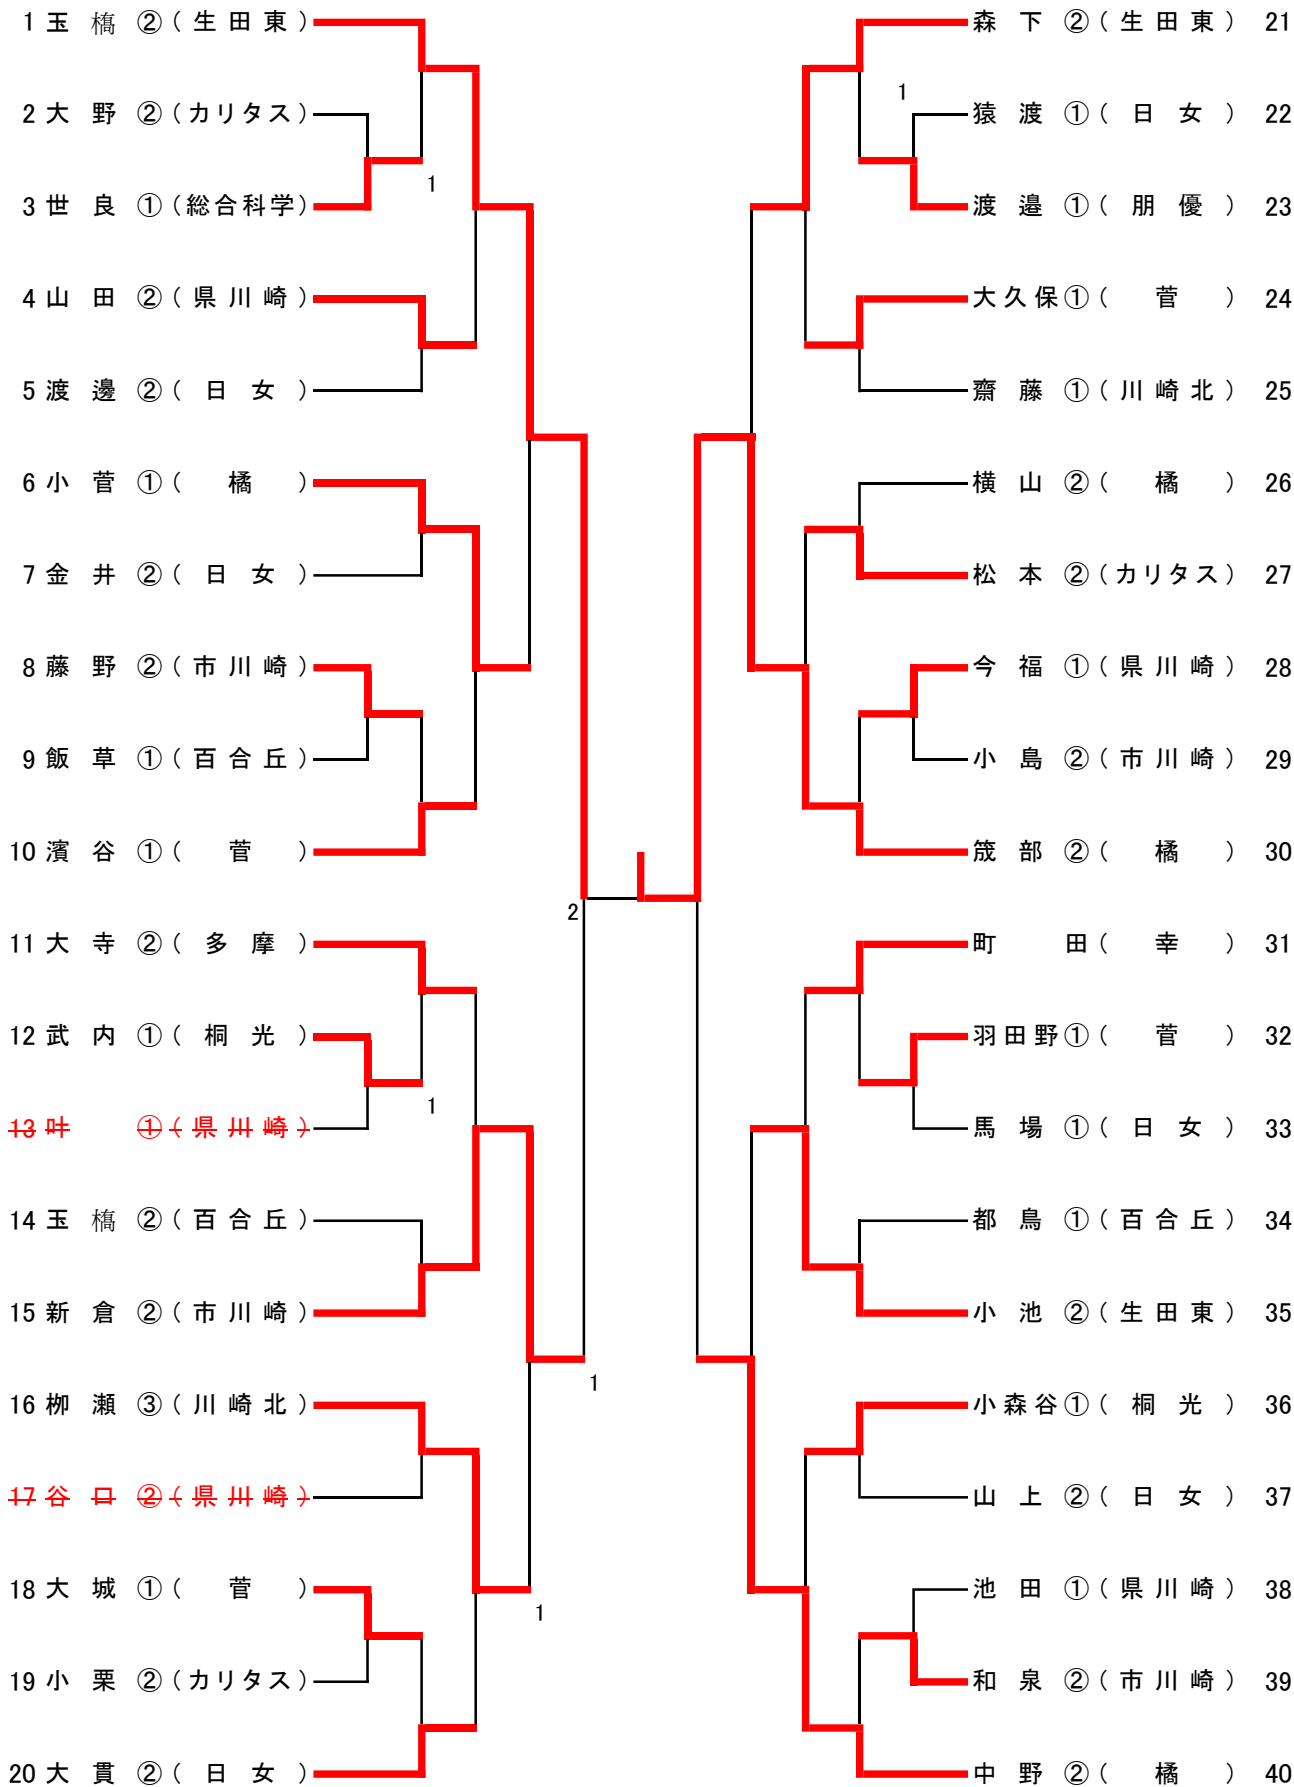 1 玉 槗 ②（ 生 田 東 ）
2 大 野 ②（カリタス）
1
3 世 良 ①（総合科学）
4 山 田 ②（ 県 川 崎 ）
5 渡 邊 ②（ 日 女 ）
6 小 菅 ①（ 橘 ）
7 金 井 ②（ 日 女 ）
8 藤 野 ②（ 市 川 崎 ）
9 飯 草 ①（ 百 合 丘 ）
10 濱 谷 ①（ 菅 ）
2
11 大 寺 ②（ 多 摩 ）
12 武 内 ①（ 桐 光 ）
1
13 叶 ①（ 県 川 崎 ）
14 玉 槗 ②（ 百 合 丘 ）
15 新 倉 ②（ 市 川 崎 ）
1
16 栁 瀬 ③（ 川 崎 北 ）
17 谷 口 ②（ 県 川 崎 ）
18 大 城 ①（ 菅 ）
1
19 小 栗 ②（カリタス）
20 大 貫 ②（ 日 女 ）
森 下 ②（ 生 田 東 ） 21
1
猿 渡 ①（ 日 女 ） 22
渡 邉 ①（ 朋 優 ） 23
大久保①（ 菅 ） 24
齋 藤 ①（ 川 崎 北 ） 25
横 山 ②（ 橘 ） 26
松 本 ②（カリタス） 27
今 福 ①（ 県 川 崎 ） 28
小 島 ②（ 市 川 崎 ） 29
筬 部 ②（ 橘 ） 30
町 田（ 幸 ） 31
羽田野①（ 菅 ） 32
馬 場 ①（ 日 女 ） 33
都 鳥 ①（ 百 合 丘 ） 34
小 池 ②（ 生 田 東 ） 35
小森谷①（ 桐 光 ） 36
山 上 ②（ 日 女 ） 37
池 田 ①（ 県 川 崎 ） 38
和 泉 ②（ 市 川 崎 ） 39
中 野 ②（ 橘 ） 40